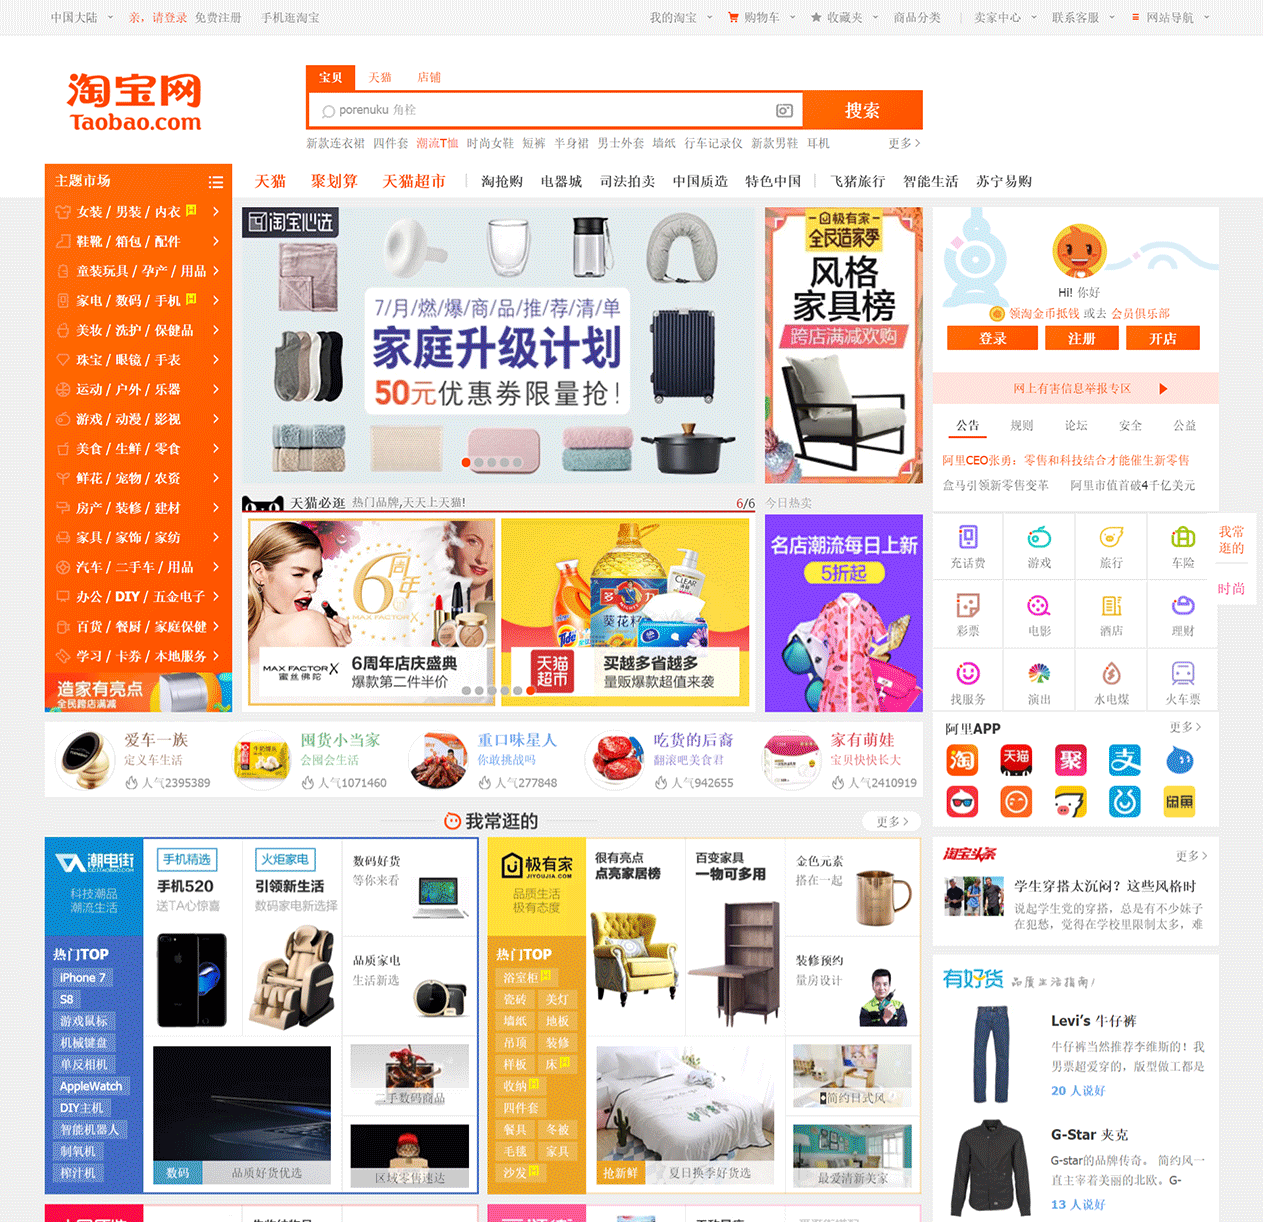 中国大陆 亲，请登录 免费注册 手机逛淘宝
我的淘宝 购物车 收藏夹 商品分类 卖家中心 联系客服 网站导航
淘宝网
Taobao.com
宝贝 天猫 店铺
porenuku 角栓
搜索
新款连衣裙 四件套 潮流T恤 时尚女鞋 短裤 半身裙 男士外套 墙纸 行车记录仪 新款男鞋 耳机 更多
主题市场
天猫 聚划算 天猫超市 淘抢购 电器城 司法拍卖 中国质造 特色中国 飞猪旅行 智能生活 苏宁易购
女装 / 男装 / 内衣
鞋靴 / 箱包 / 配件
童装玩具 / 孕产 / 用品
家电 / 数码 / 手机
美妆 / 洗护 / 保健品
珠宝 / 眼镜 / 手表
运动 / 户外 / 乐器
游戏 / 动漫 / 影视
美食 / 生鲜 / 零食
鲜花 / 宠物 / 农资
房产 / 装修 / 建材
家具 / 家饰 / 家纺
汽车 / 二手车 / 用品
办公 / DIY / 五金电子
百货 / 餐厨 / 家庭保健
学习 / 卡券 / 本地服务
造家有亮点
全民跨店满减
淘宝心选
7/月/燃/爆/商/品/推/荐/清/单
家庭升级计划
50元优惠券限量抢！
极有家
全民造家季
风格
家具榜
跨店满减欢购
Hi! 你好
领淘金币抵钱 或去 会员俱乐部
登录 注册 开店
网上有害信息举报专区
公告 规则 论坛 安全 公益
阿里CEO张勇：零售和科技结合才能催生新零售
盒马引领新零售变革 阿里市值首破4千亿美元
天猫必逛 热门品牌,天天上天猫! 6/6
今日热卖
6周年
MAX FACTOR X
MAX FACTOR X
蜜丝佛陀
6周年店庆盛典
爆款第二件半价
多力
葵花籽
Tide
CLEAR
天猫
超市
买越多省越多
量贩爆款超值来袭
名店潮流每日上新
5折起
充话费 游戏 旅行 车险
彩票 电影 酒店 理财
找服务 演出 水电煤 火车票
我常
逛的
时尚
阿里APP 更多
淘 天猫 聚 支
闲鱼
爱车一族
定义车生活
人气2395389
囤货小当家
会囤会生活
人气1071460
重口味星人
你敢挑战吗
人气277848
吃货的后裔
翻滚吧美食君
人气942655
家有萌娃
宝贝快快长大
人气2410919
我常逛的 更多
潮电街
科技潮品
潮流生活
热门TOP
iPhone 7
S8
游戏鼠标
机械键盘
单反相机
AppleWatch
DIY主机
智能机器人
制氧机
榨汁机
手机精选
手机520
送TA心惊喜
火炬家电
引领新生活
数码家电新选择
数码好货
等你来看
品质家电
生活新选
数码 品质好货优选
二手数码商品
区域零售速达
极有家
JIYOUJIA.COM
品质生活
极有态度
热门TOP
浴室柜
瓷砖 美灯
墙纸 地板
吊顶 装修
样板 床
收纳
四件套
餐具 冬被
毛毯 家具
沙发
很有亮点
点亮家居榜
百变家具
一物可多用
金色元素
搭在一起
装修预约
量房设计
抢新鲜 夏日换季好货选
简约日式风
最爱清新美家
淘宝头条 更多
学生穿搭太沉闷？这些风格时
说起学生党的穿搭，总是有不少妹子
在犯愁，觉得在学校里限制太多，难
有好货 品质生活指南/
Levi’s 牛仔裤
牛仔裤当然推荐李维斯的！我
男票超爱穿的，版型做工都是
20 人说好
G-Star 夹克
G-star的品牌传奇。 简约风一
直主宰着美丽的北欧。G-
13 人说好